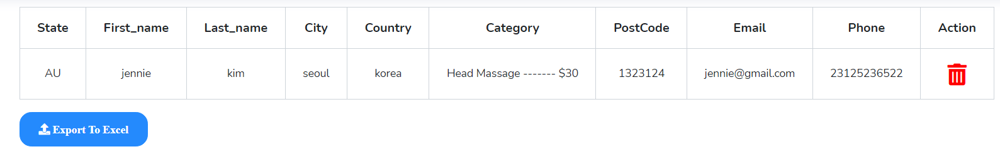 State First_name Last_name City Country Category PostCode Email Phone Action
AU jennie kim seoul korea Head Massage ------- $30 1323124 jennie@gmail.com 23125236522
Export To Excel